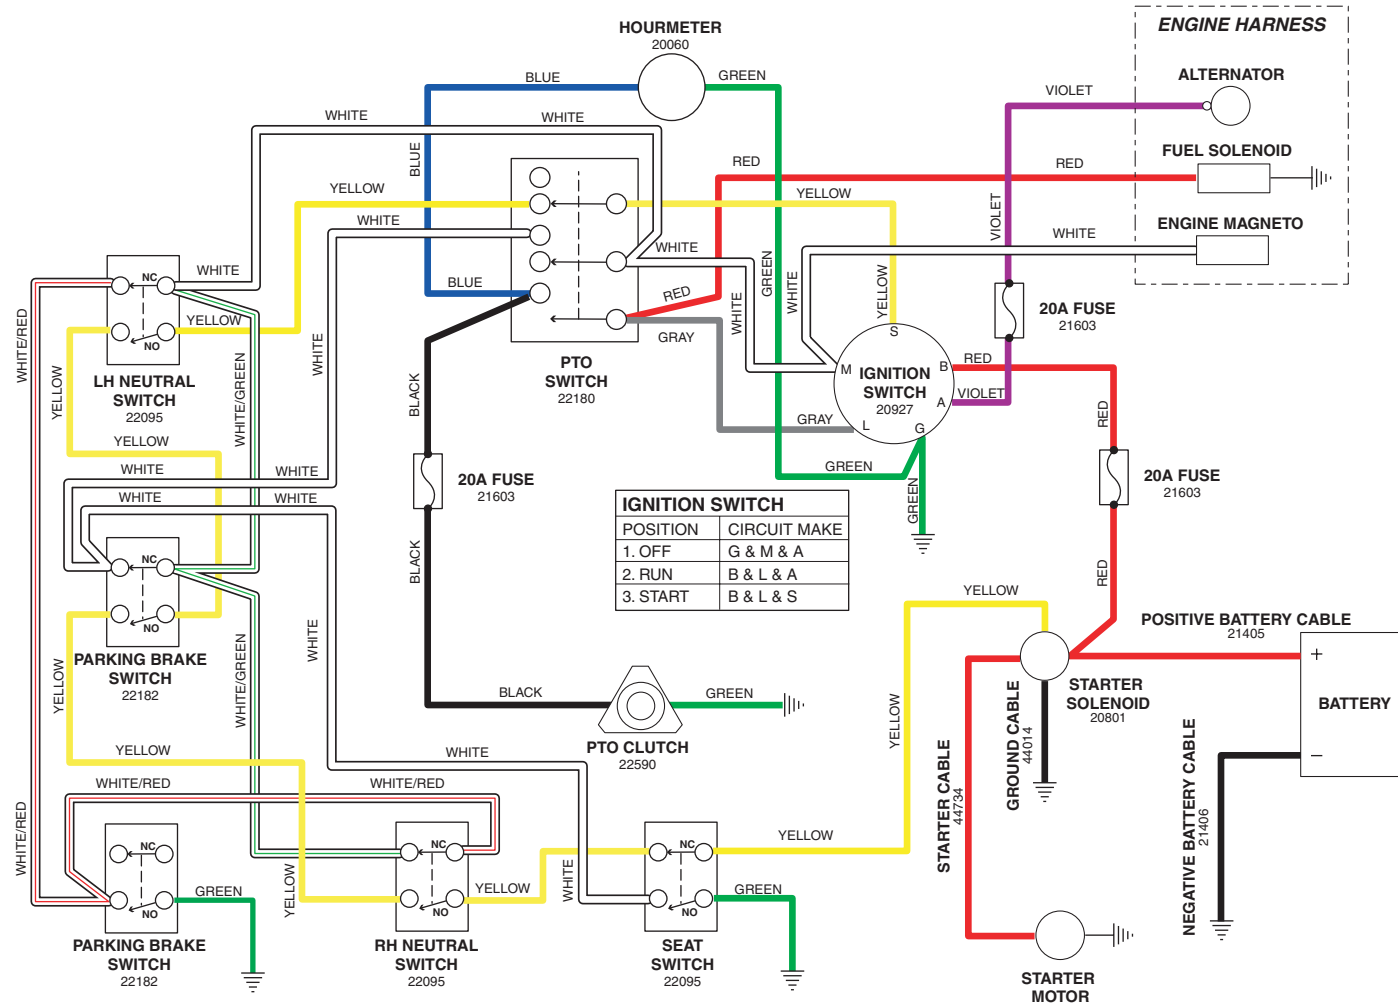 HOURMETER
20060
ENGINE HARNESS
ALTERNATOR
FUEL SOLENOID
ENGINE MAGNETO
BLUE
GREEN
VIOLET
WHITE
WHITE
BLUE
RED
RED
YELLOW
YELLOW
WHITE
WHITE
WHITE
VIOLET
WHITE
NC
NO
YELLOW
BLUE
RED
GRAY
WHITE
GREEN
WHITE
YELLOW
20A FUSE
21603
PTO
SWITCH
22180
S
M
B
A
L
G
IGNITION
SWITCH
20927
RED
VIOLET
RED
WHITE/RED
LH NEUTRAL
SWITCH
22095
WHITE/GREEN
WHITE
YELLOW
YELLOW
BLACK
GRAY
GREEN
GREEN
WHITE
WHITE
WHITE
WHITE
20A FUSE
21603
20A FUSE
21603
IGNITION SWITCH
POSITION CIRCUIT MAKE
1. OFF G & M & A
2. RUN B & L & A
3. START B & L & S
NC
NO
BLACK
RED
YELLOW
PARKING BRAKE
SWITCH
22182
WHITE/GREEN
WHITE
YELLOW
POSITIVE BATTERY CABLE
21405
+
BATTERY
–
STARTER
SOLENOID
20801
BLACK
GREEN
PTO CLUTCH
22590
YELLOW
GROUND CABLE
44014
STARTER CABLE
44734
NEGATIVE BATTERY CABLE
21406
YELLOW
WHITE
WHITE/RED
WHITE/RED
WHITE/RED
NC
NO
GREEN
PARKING BRAKE
SWITCH
22182
YELLOW
NC
NO
YELLOW
RH NEUTRAL
SWITCH
22095
WHITE
NC
NO
YELLOW
GREEN
SEAT
SWITCH
22095
STARTER
MOTOR